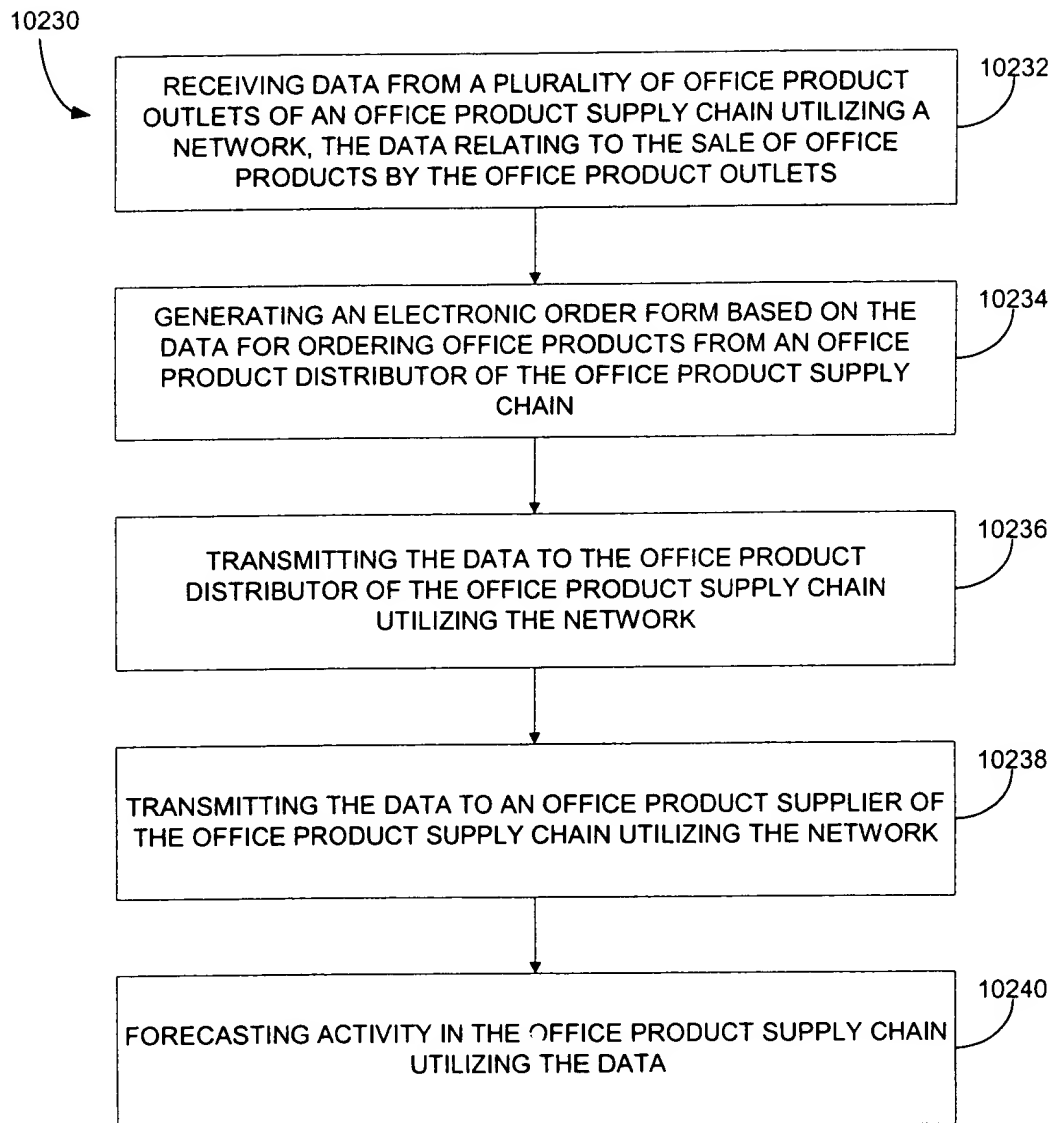 10230
RECEIVING DATA FROM A PLURALITY OF OFFICE PRODUCT
OUTLETS OF AN OFFICE PRODUCT SUPPLY CHAIN UTILIZING A
NETWORK, THE DATA RELATING TO THE SALE OF OFFICE
PRODUCTS BY THE OFFICE PRODUCT OUTLETS
10232
GENERATING AN ELECTRONIC ORDER FORM BASED ON THE
DATA FOR ORDERING OFFICE PRODUCTS FROM AN OFFICE
PRODUCT DISTRIBUTOR OF THE OFFICE PRODUCT SUPPLY
CHAIN
10234
TRANSMITTING THE DATA TO THE OFFICE PRODUCT
DISTRIBUTOR OF THE OFFICE PRODUCT SUPPLY CHAIN
UTILIZING THE NETWORK
10236
TRANSMITTING THE DATA TO AN OFFICE PRODUCT SUPPLIER OF
THE OFFICE PRODUCT SUPPLY CHAIN UTILIZING THE NETWORK
10238
FORECASTING ACTIVITY IN THE OFFICE PRODUCT SUPPLY CHAIN
UTILIZING THE DATA
10240